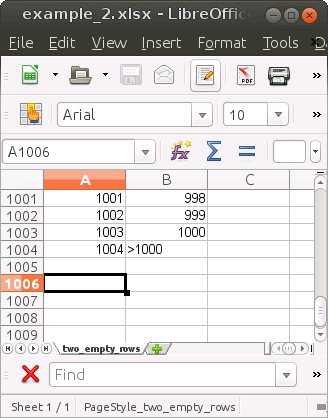 example_2.xlsx - LibreOffic
File Edit View Insert Format Tools
Arial 10
A1006
A B C
1001 1001 998
1002 1002 999
1003 1003 1000
1004 1004 >1000
1005
1006
1007
1008
1009
two_empty_rows
Find
Sheet 1 / 1 PageStyle_two_empty_rows